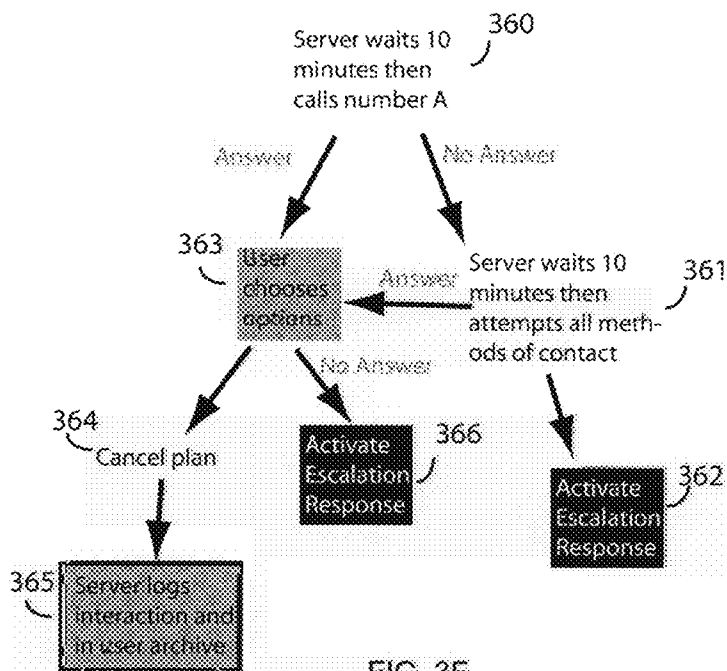 360
Server waits 10
minutes then
calls number A
Answer
No Answer
363
User
chooses
options
Answer
Server waits 10
minutes then
attempts all meth-
ods of contact
361
No Answer
364
Cancel plan
Activate
Escalation
Response
366
Activate
Escalation
Response
362
365
Server logs
interaction and
in user archive